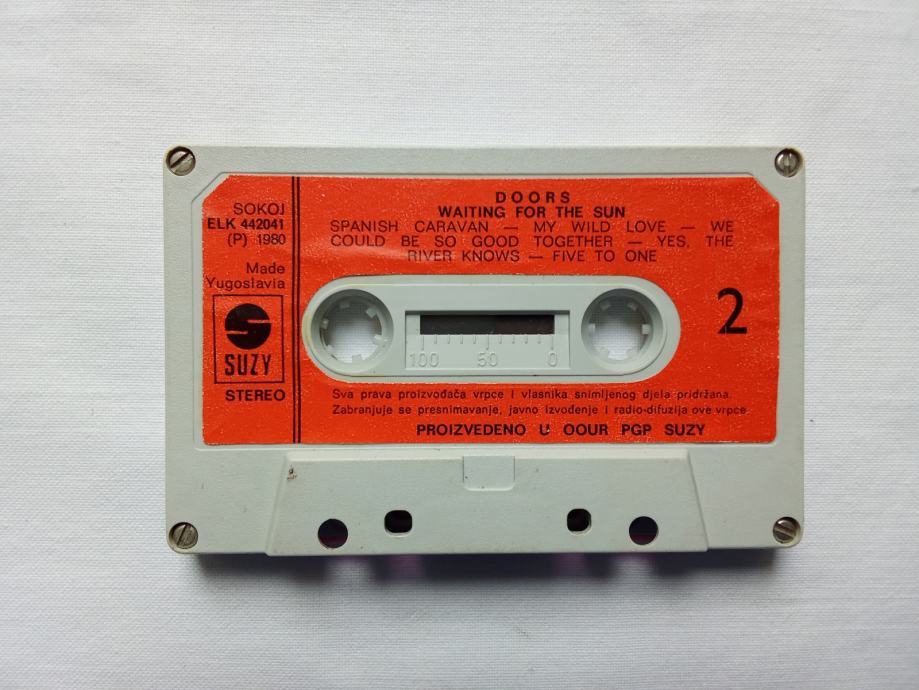 SOKOJ
ELK 442041
(P) 1980
Made
Yugoslavia
SUZY
STEREO
DOORS
WAITING FOR THE SUN
SPANISH CARAVAN — MY WILD LOVE — WE
COULD BE SO GOOD TOGETHER — YES, THE
RIVER KNOWS — FIVE TO ONE
2
100 50 0
Sva prava proizvođača vrpce i vlasnika snimljenog djela pridržana.
Zabranjuje se presnimavanje, javno izvođenje i radio-difuzija ove vrpce
PROIZVEDENO U OOUR PGP SUZY